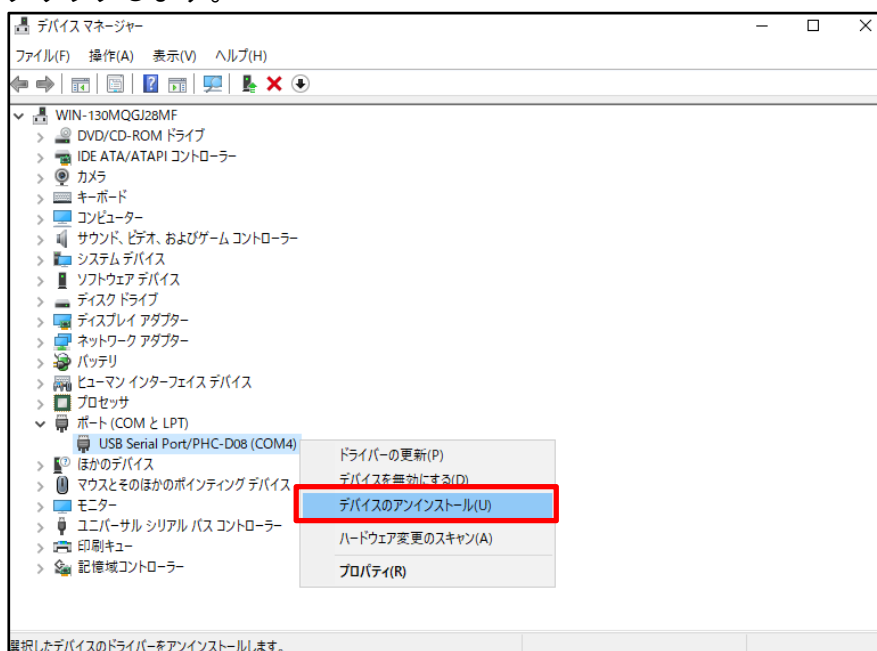 クリックします。
デバイス マネージャー
ファイル(F) 操作(A) 表示(V) ヘルプ(H)
WIN-130MQGJ28MF
DVD/CD-ROM ドライブ
IDE ATA/ATAPI コントローラー
カメラ
キーボード
コンピューター
サウンド、ビデオ、およびゲーム コントローラー
システム デバイス
ソフトウェア デバイス
ディスク ドライブ
ディスプレイ アダプター
ネットワーク アダプター
バッテリ
ヒューマン インターフェイス デバイス
プロセッサ
ポート (COM と LPT)
USB Serial Port/PHC-D08 (COM4)
ほかのデバイス
マウスとそのほかのポインティング デバイス
モニター
ユニバーサル シリアル バス コントローラー
印刷キュー
記憶域コントローラー
ドライバーの更新(P)
デバイスを無効にする(D)
デバイスのアンインストール(U)
ハードウェア変更のスキャン(A)
プロパティ(R)
選択したデバイスのドライバーをアンインストールします。